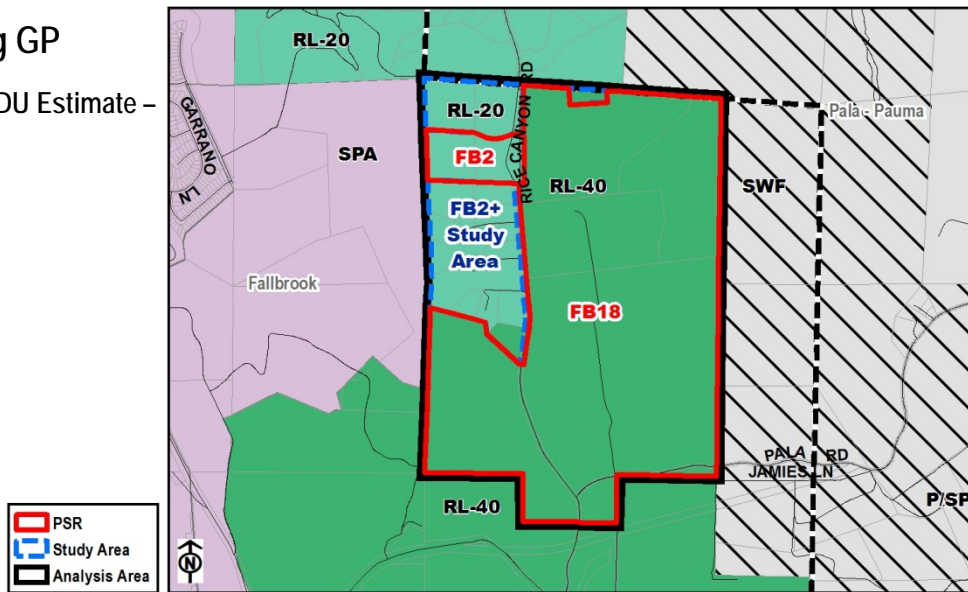 g GP
DU Estimate –
RL-20
GARRANO
LN
SPA
RL-20
RICE CANYON RD
Pala - Pauma
FB2
RL-40
SWF
FB2+
Study
Area
Fallbrook
FB18
PALA RD
JAMIES LN
RL-40
P/SP
PSR
Study Area
Analysis Area
N